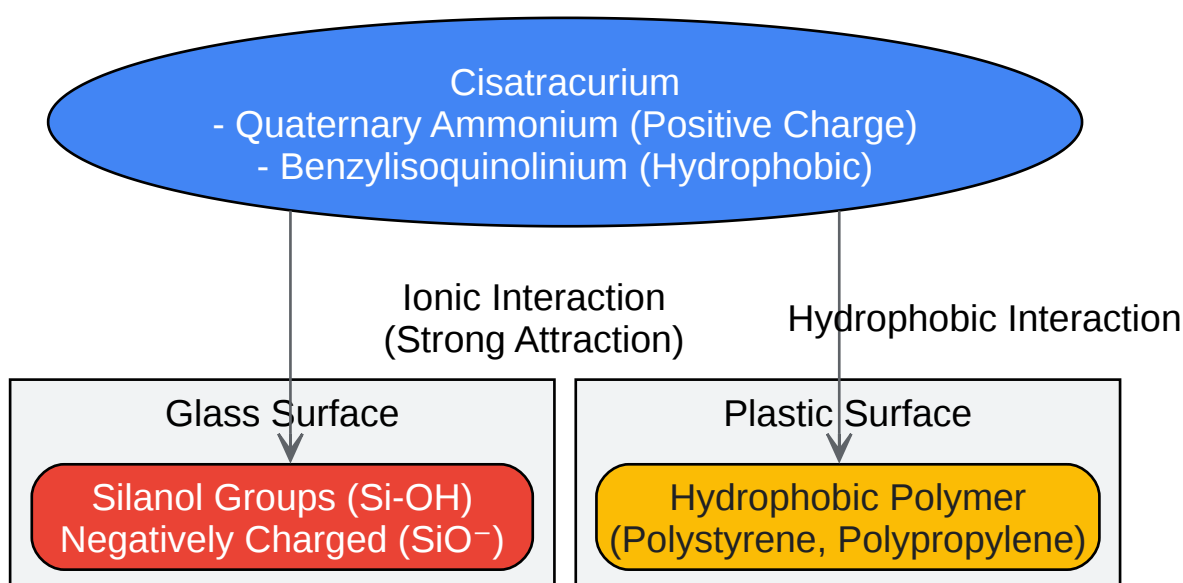 Cisatracurium
- Quaternary Ammonium (Positive Charge)
- Benzylisoquinolinium (Hydrophobic)
Ionic Interaction
(Strong Attraction)
Hydrophobic Interaction
Glass Surface
Silanol Groups (Si-OH)
Negatively Charged (SiO⁻)
Plastic Surface
Hydrophobic Polymer
(Polystyrene, Polypropylene)